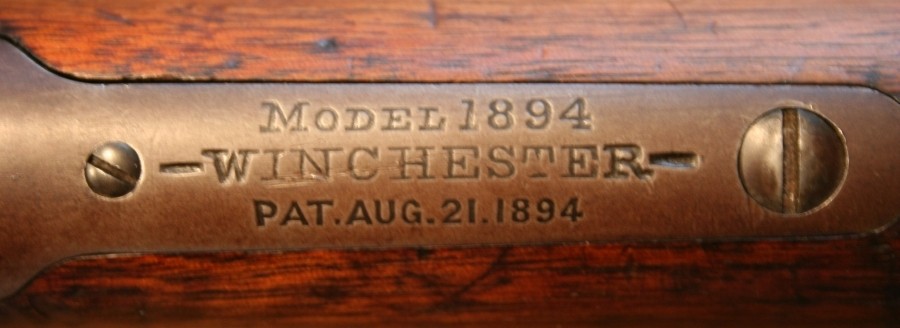 MODEL 1894
-WINCHESTER-
PAT. AUG. 21. 1894